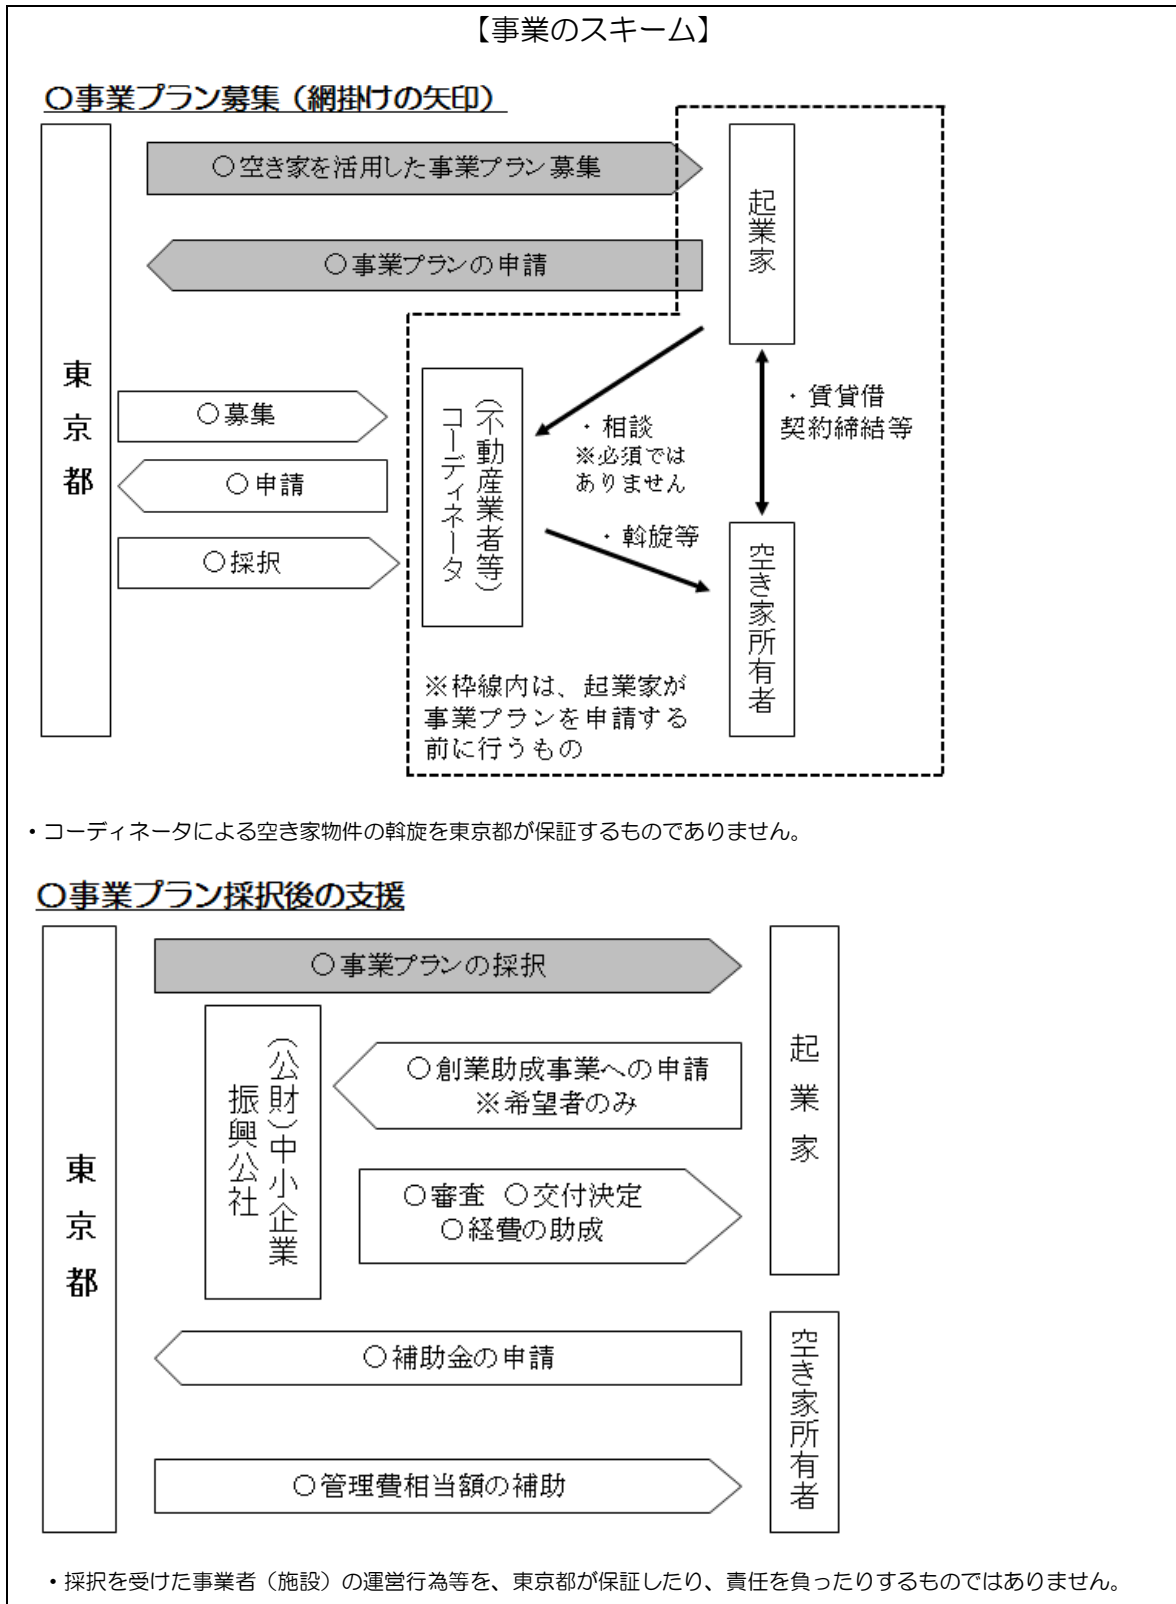 【事業のスキーム】
○事業プラン募集（網掛けの矢印）
○空き家を活用した事業プラン募集
○事業プランの申請
起業家
東京都
○募集
○申請
○採択
コーディネータ
（不動産業者等）
・相談
※必須では
ありません
・賃貸借
契約締結等
・斡旋等
空き家所有者
※枠線内は、起業家が
事業プランを申請する
前に行うもの
・コーディネータによる空き家物件の斡旋を東京都が保証するものでありません。
○事業プラン採択後の支援
○事業プランの採択
東京都
（公財）中小企業
振興公社
○創業助成事業への申請
※希望者のみ
○審査 ○交付決定
○経費の助成
起業家
○補助金の申請
○管理費相当額の補助
空き家所有者
・採択を受けた事業者（施設）の運営行為等を、東京都が保証したり、責任を負ったりするものではありません。